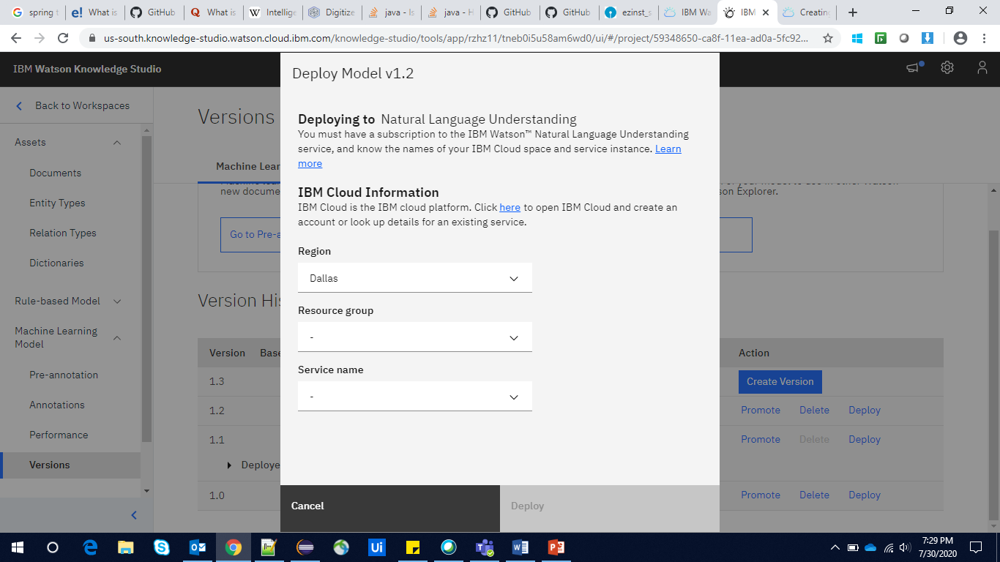 spring t
What is
GitHub
What is
Intellige
Digitize
java - Is
java - H
GitHub
GitHub
ezinst_s
IBM Wa
IBM
Creating
us-south.knowledge-studio.watson.cloud.ibm.com/knowledge-studio/tools/app/rzhz11/tneb0i5u58am6wd0/ui/#/project/59348650-ca8f-11ea-ad0a-5fc92...
IBM Watson Knowledge Studio
Back to Workspaces
Assets
Documents
Entity Types
Relation Types
Dictionaries
Rule-based Model
Machine Learning
Model
Pre-annotation
Annotations
Performance
Versions
Versions
Machine Lear
new docume
son Explorer.
Go to Pre-a
Version His
Version Base Action
1.3 Create Version
1.2 Promote Delete Deploy
1.1 Promote Delete Deploy
Deploye
1.0 Promote Delete Deploy
Deploy Model v1.2
Deploying to Natural Language Understanding
You must have a subscription to the IBM Watson™ Natural Language Understanding
service, and know the names of your IBM Cloud space and service instance. Learn
more
IBM Cloud Information
IBM Cloud is the IBM cloud platform. Click here to open IBM Cloud and create an
account or look up details for an existing service.
Region
Dallas
Resource group
-
Service name
-
Cancel
Deploy
7:29 PM
7/30/2020